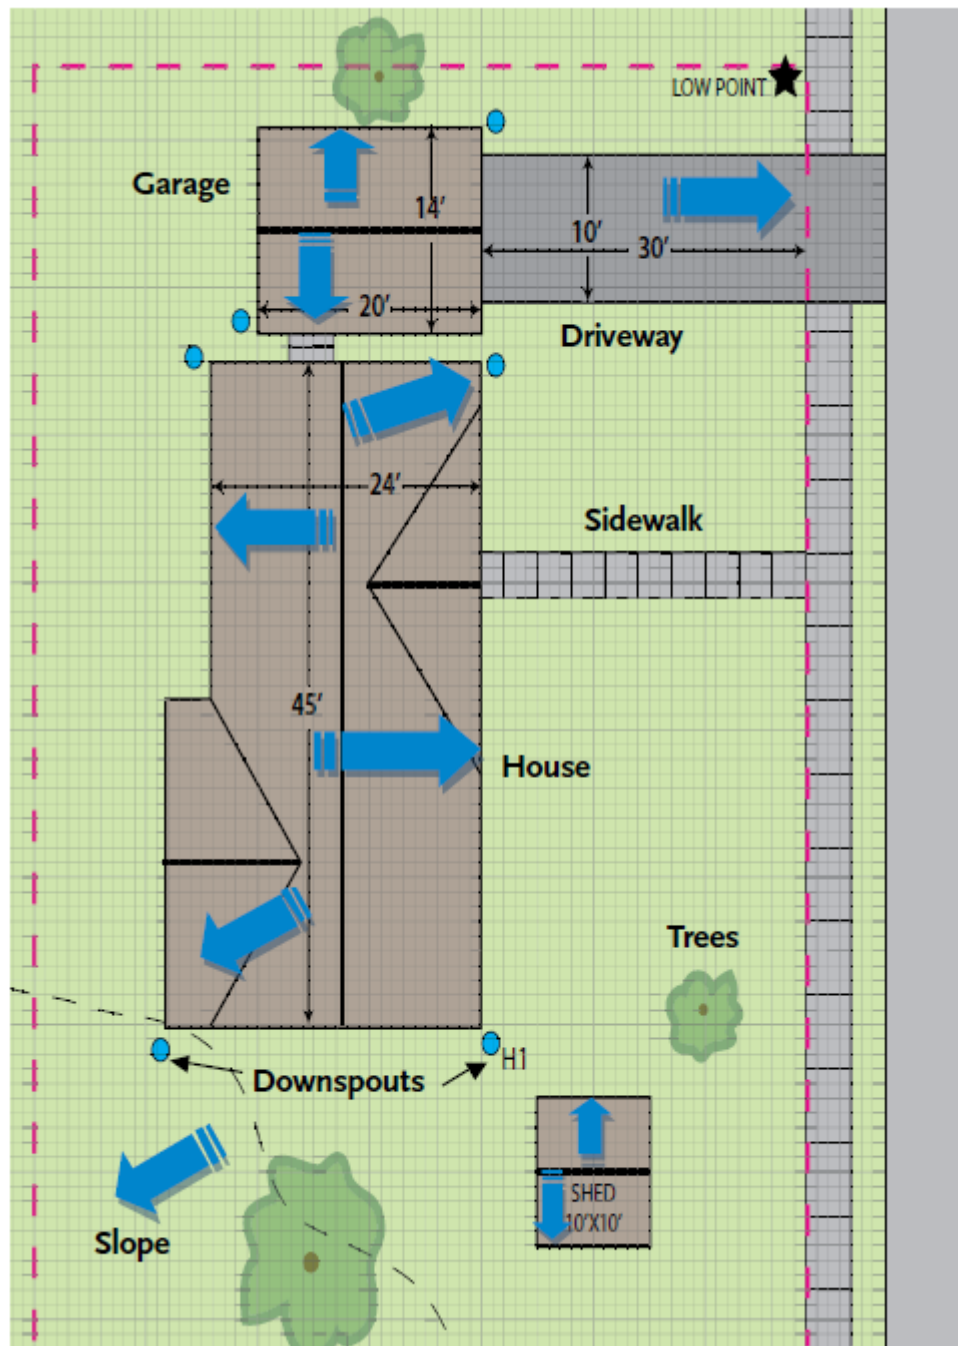 LOW POINT
Garage
14'
10'
30'
20'
Driveway
24'
Sidewalk
45'
House
Trees
H1
Downspouts
SHED
10'X10'
Slope